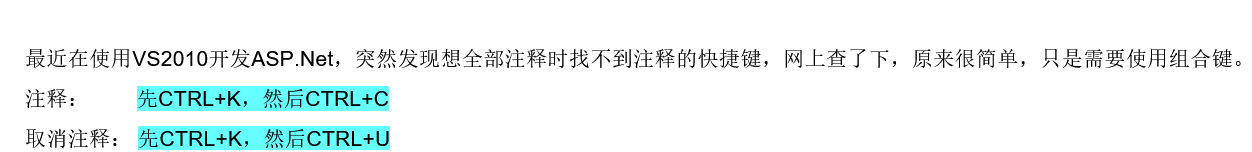 最近在使用VS2010开发ASP.Net，突然发现想全部注释时找不到注释的快捷键，网上查了下，原来很简单，只是需要使用组合键。
注释： 先CTRL+K，然后CTRL+C
取消注释： 先CTRL+K，然后CTRL+U